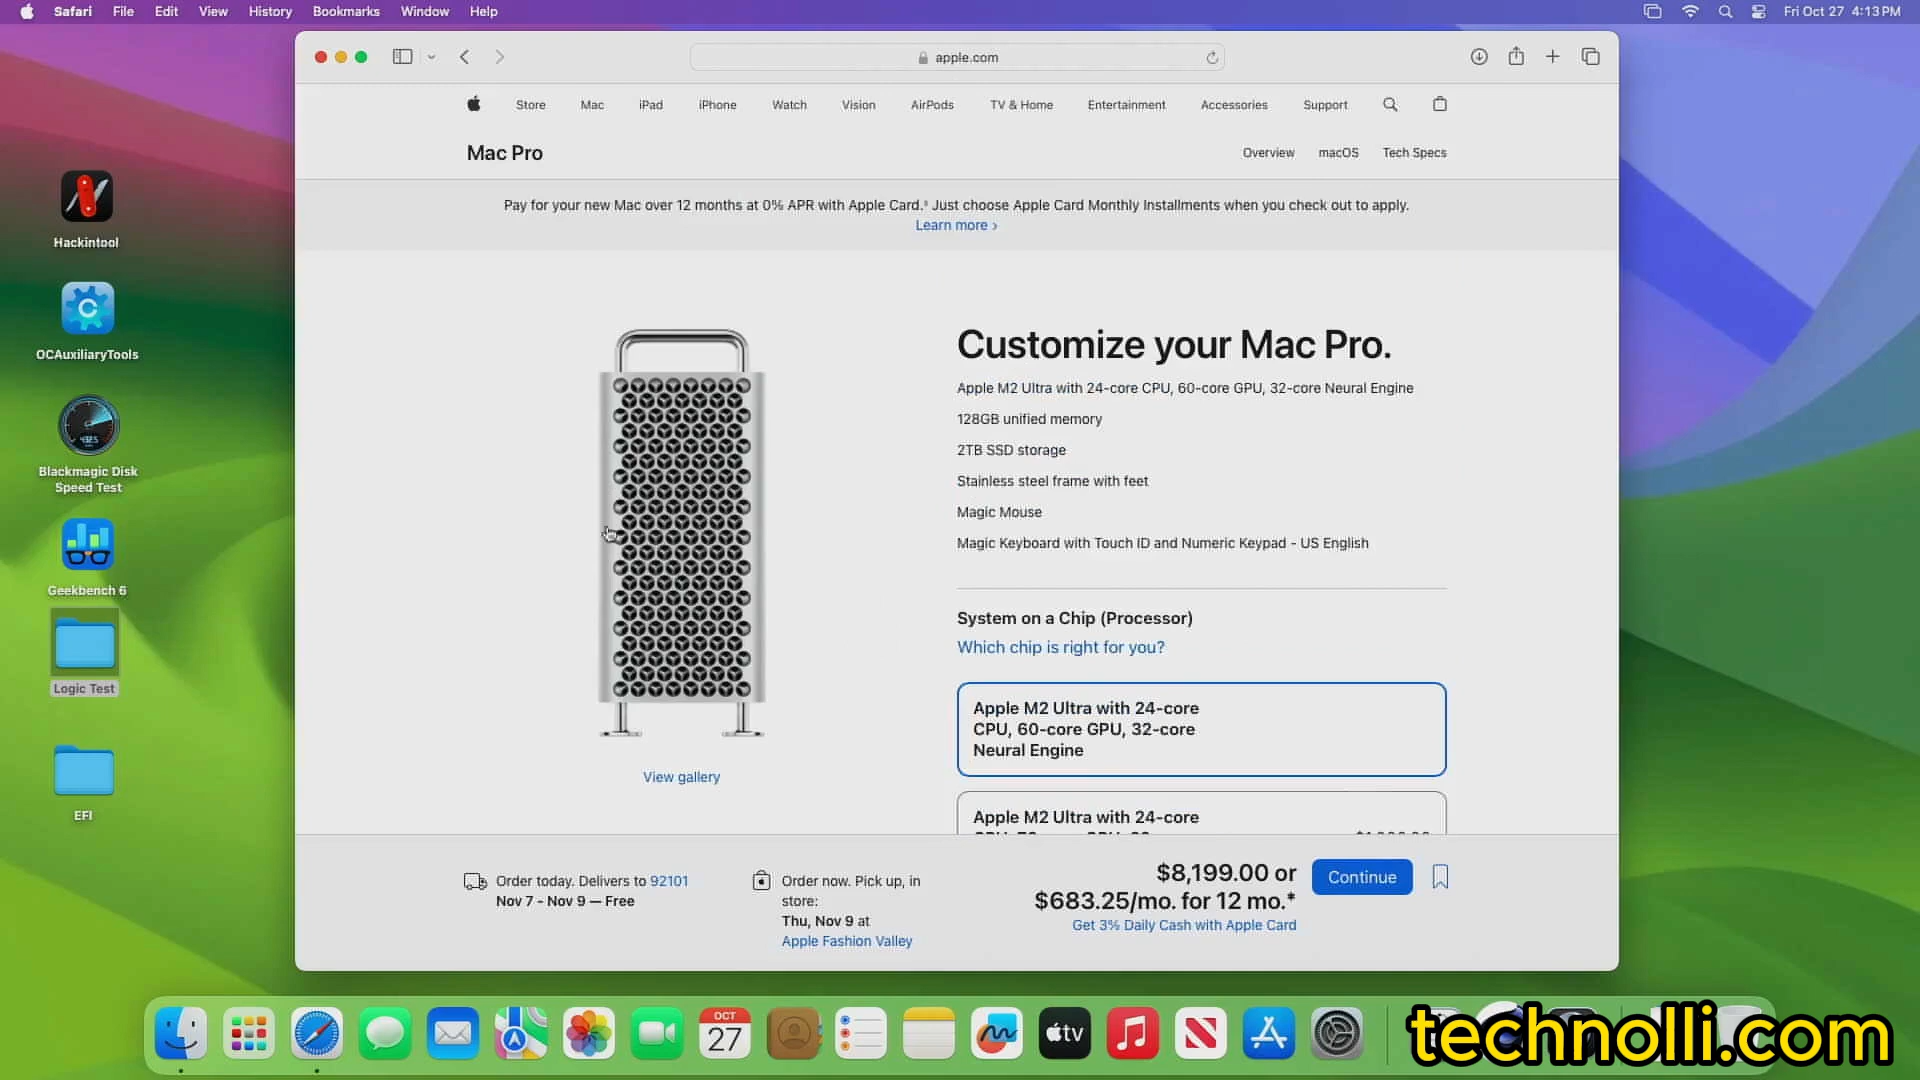 Safari File Edit View History Bookmarks Window Help
Fri Oct 27 4:13 PM
apple.com
Store Mac iPad iPhone Watch Vision AirPods TV & Home Entertainment Accessories Support
Mac Pro
Overview macOS Tech Specs
Pay for your new Mac over 12 months at 0% APR with Apple Card.◊ Just choose Apple Card Monthly Installments when you check out to apply.
Learn more ›
Hackintool
OCAuxiliaryTools
Blackmagic Disk
Speed Test
Geekbench 6
Logic Test
EFI
Customize your Mac Pro.
Apple M2 Ultra with 24-core CPU, 60-core GPU, 32-core Neural Engine
128GB unified memory
2TB SSD storage
Stainless steel frame with feet
Magic Mouse
Magic Keyboard with Touch ID and Numeric Keypad - US English
System on a Chip (Processor)
Which chip is right for you?
Apple M2 Ultra with 24-core
CPU, 60-core GPU, 32-core
Neural Engine
Apple M2 Ultra with 24-core
View gallery
Order today. Delivers to 92101
Nov 7 - Nov 9 — Free
Order now. Pick up, in
store:
Thu, Nov 9 at
Apple Fashion Valley
$8,199.00 or
$683.25/mo. for 12 mo.*
Get 3% Daily Cash with Apple Card
Continue
OCT
27
tv
technolli.com